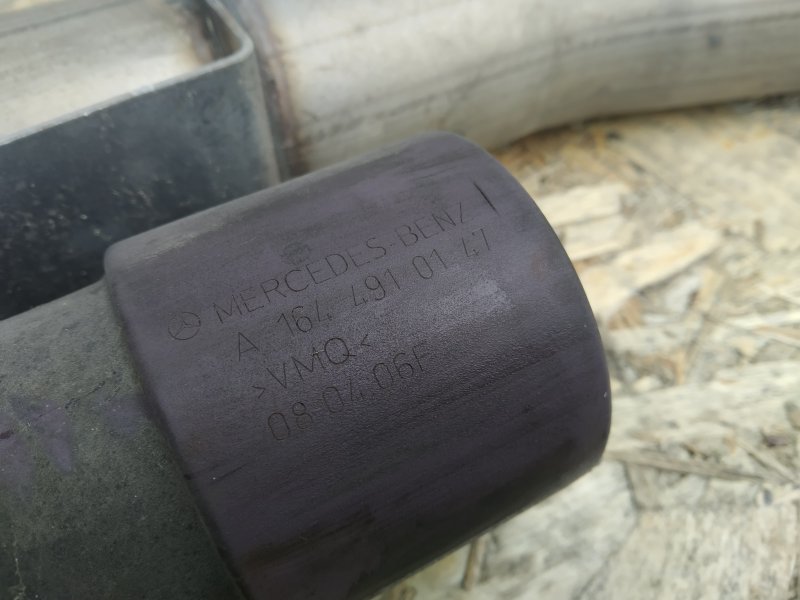 MERCEDES-BENZ
A 164 491 01 47
>VMQ<
08 04 06F